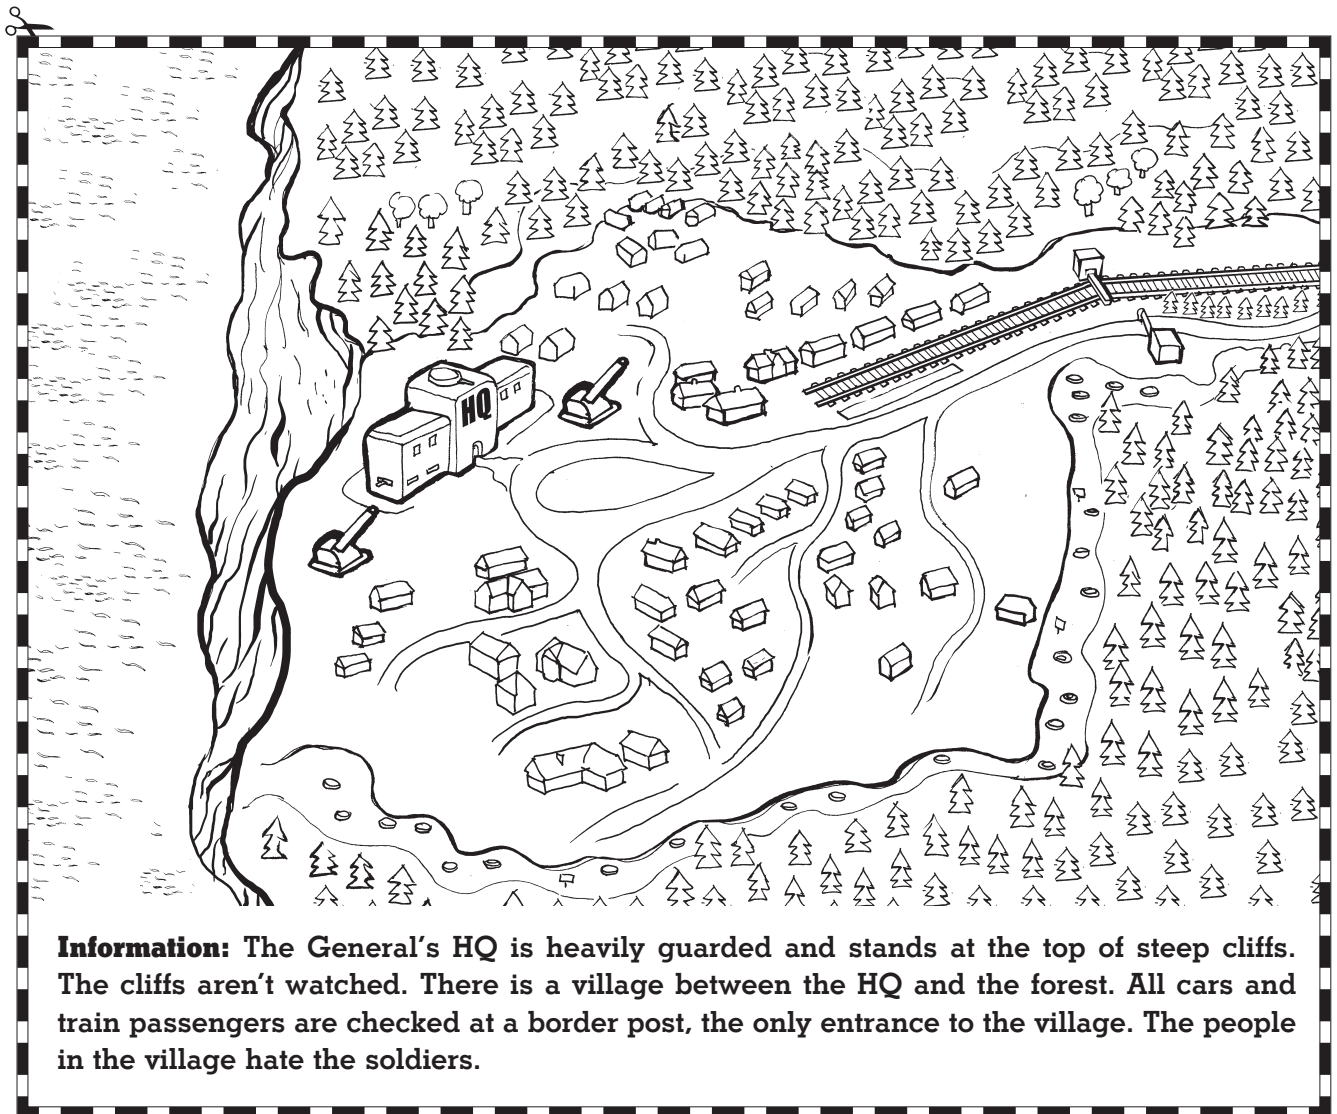 HQ
Information: The General's HQ is heavily guarded and stands at the top of steep cliffs.
The cliffs aren't watched. There is a village between the HQ and the forest. All cars and
train passengers are checked at a border post, the only entrance to the village. The people
in the village hate the soldiers.